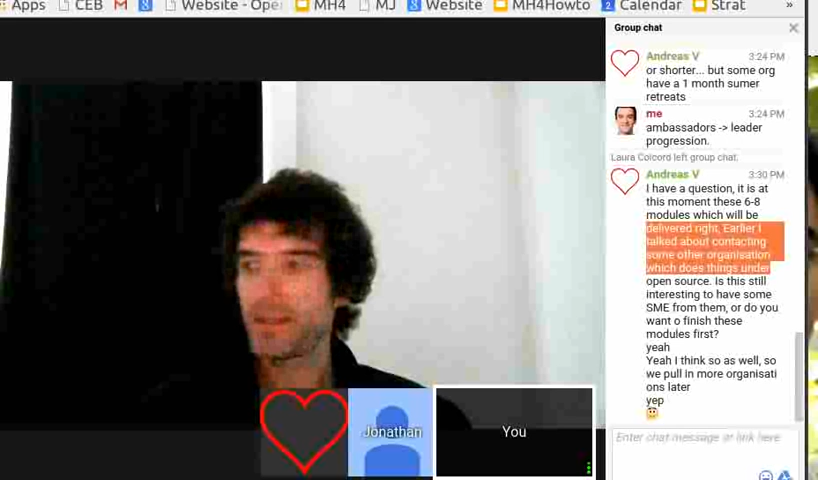 Apps CEB Website - Ope MH4 MJ Website MH4Howto 2 Calendar Strat »
Group chat
Andreas V 3:24 PM
or shorter... but some org
have a 1 month sumer
retreats
me 3:24 PM
ambassadors -> leader
progression.
Laura Colcord left group chat.
Andreas V 3:30 PM
I have a question, it is at
this moment these 6-8
modules which will be
delivered right, Earlier I
talked about contacting
some other organisation
which does things under
open source. Is this still
interesting to have some
SME from them, or do you
want o finish these
modules first?
yeah
Yeah I think so as well, so
we pull in more organisati
ons later
yep
Jonathan
You
Enter chat message or link here